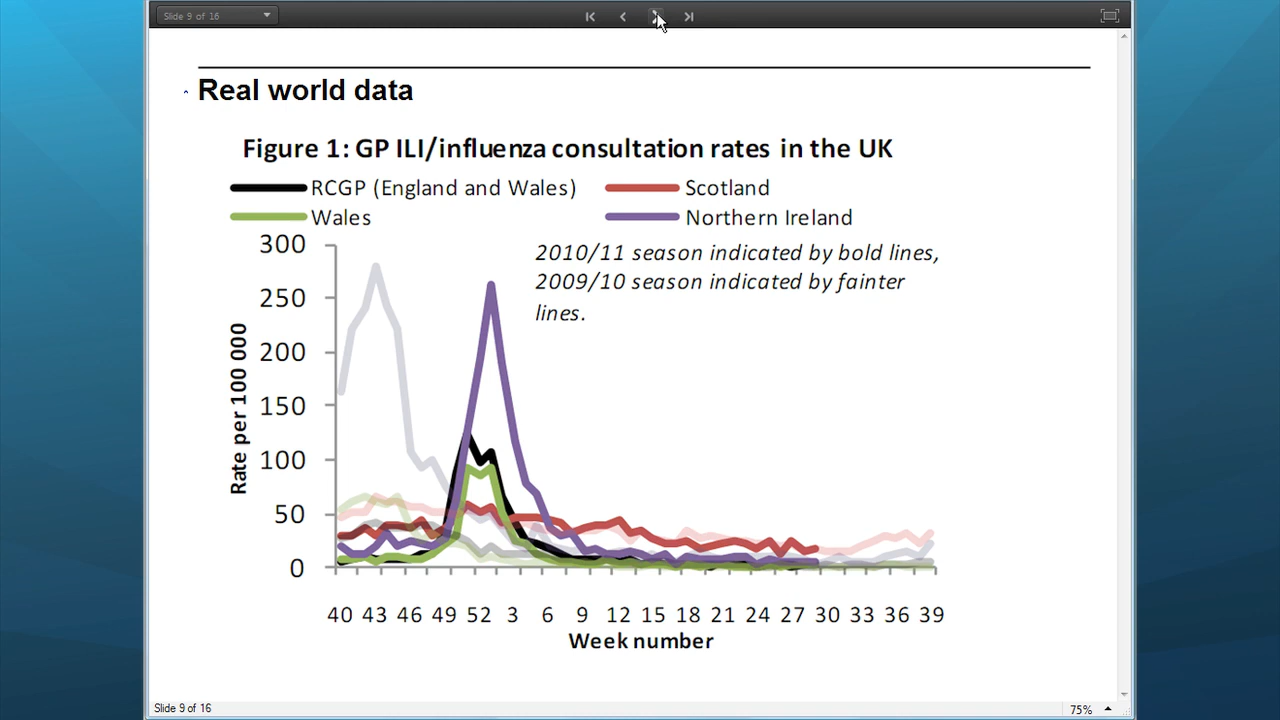 Slide 9 of 16
Real world data
Figure 1: GP ILI/influenza consultation rates in the UK
RCGP (England and Wales) Scotland
Wales Northern Ireland
2010/11 season indicated by bold lines,
2009/10 season indicated by fainter
lines.
300
250
200
150
100
50
0
Rate per 100 000
40 43 46 49 52 3 6 9 12 15 18 21 24 27 30 33 36 39
Week number
Slide 9 of 16 75%